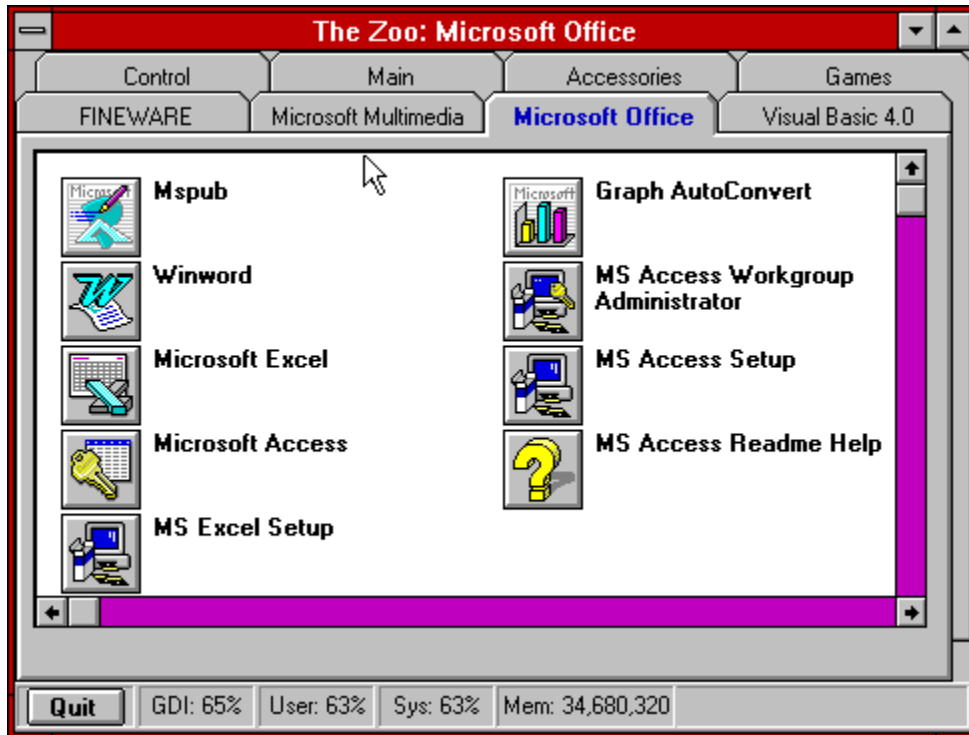 The Zoo: Microsoft Office
Control
Main
Accessories
Games
FINEWARE
Microsoft Multimedia
Microsoft Office
Visual Basic 4.0
Microsoft
Mspub
Microsoft
Graph AutoConvert
Winword
MS Access Workgroup
Administrator
Microsoft Excel
MS Access Setup
Microsoft Access
MS Access Readme Help
MS Excel Setup
Quit
GDI: 65%
User: 63%
Sys: 63%
Mem: 34,680,320